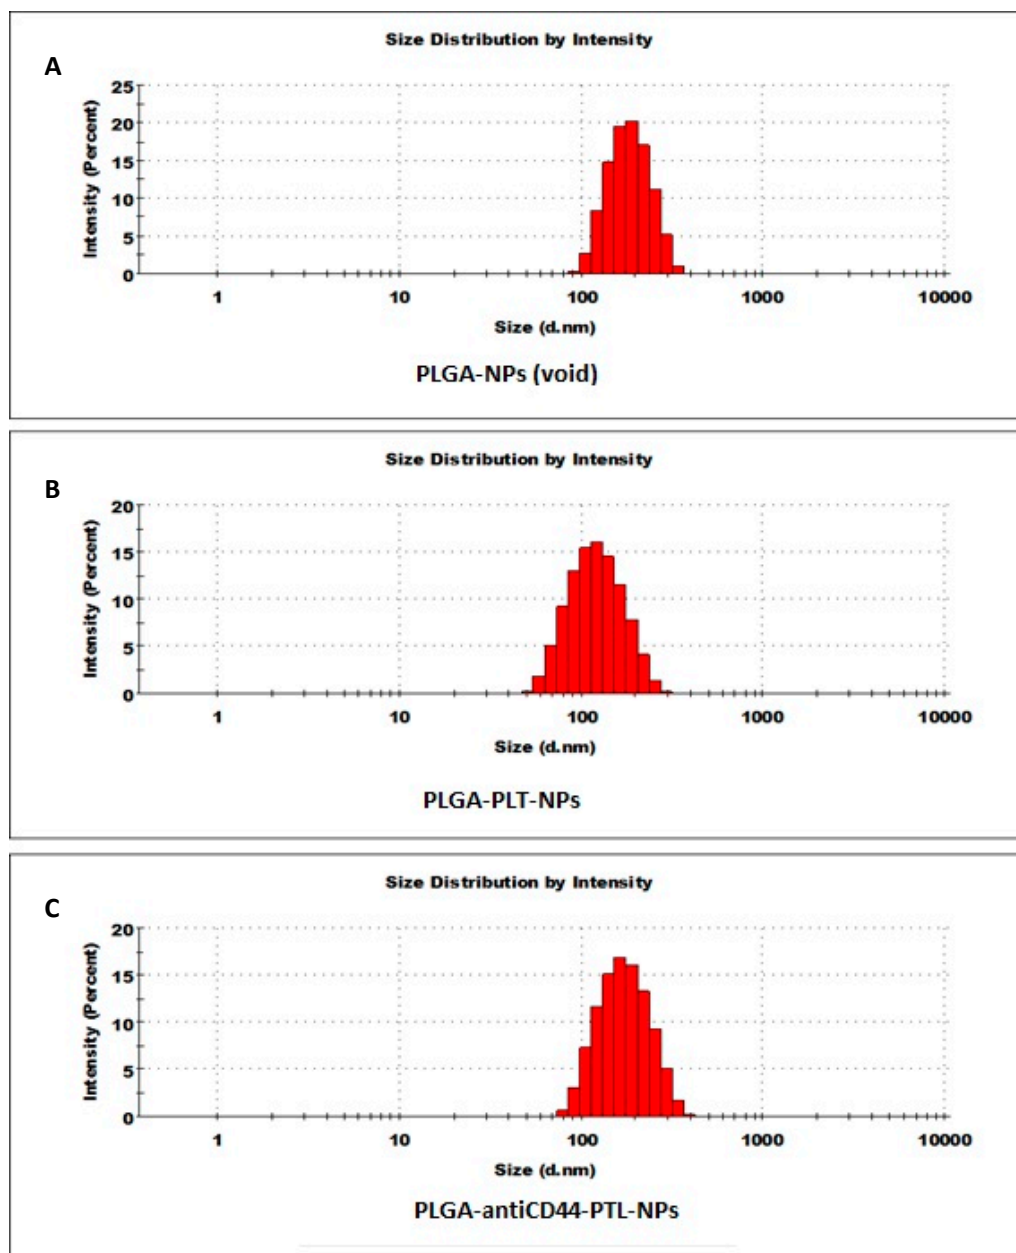 A
Size Distribution by Intensity
Intensity (Percent)
25
20
15
10
5
0
1 10 100 1000 10000
Size (d.nm)
PLGA-NPs (void)
B
Size Distribution by Intensity
Intensity (Percent)
20
15
10
5
0
1 10 100 1000 10000
Size (d.nm)
PLGA-PLT-NPs
C
Size Distribution by Intensity
Intensity (Percent)
20
15
10
5
0
1 10 100 1000 10000
Size (d.nm)
PLGA-antiCD44-PTL-NPs